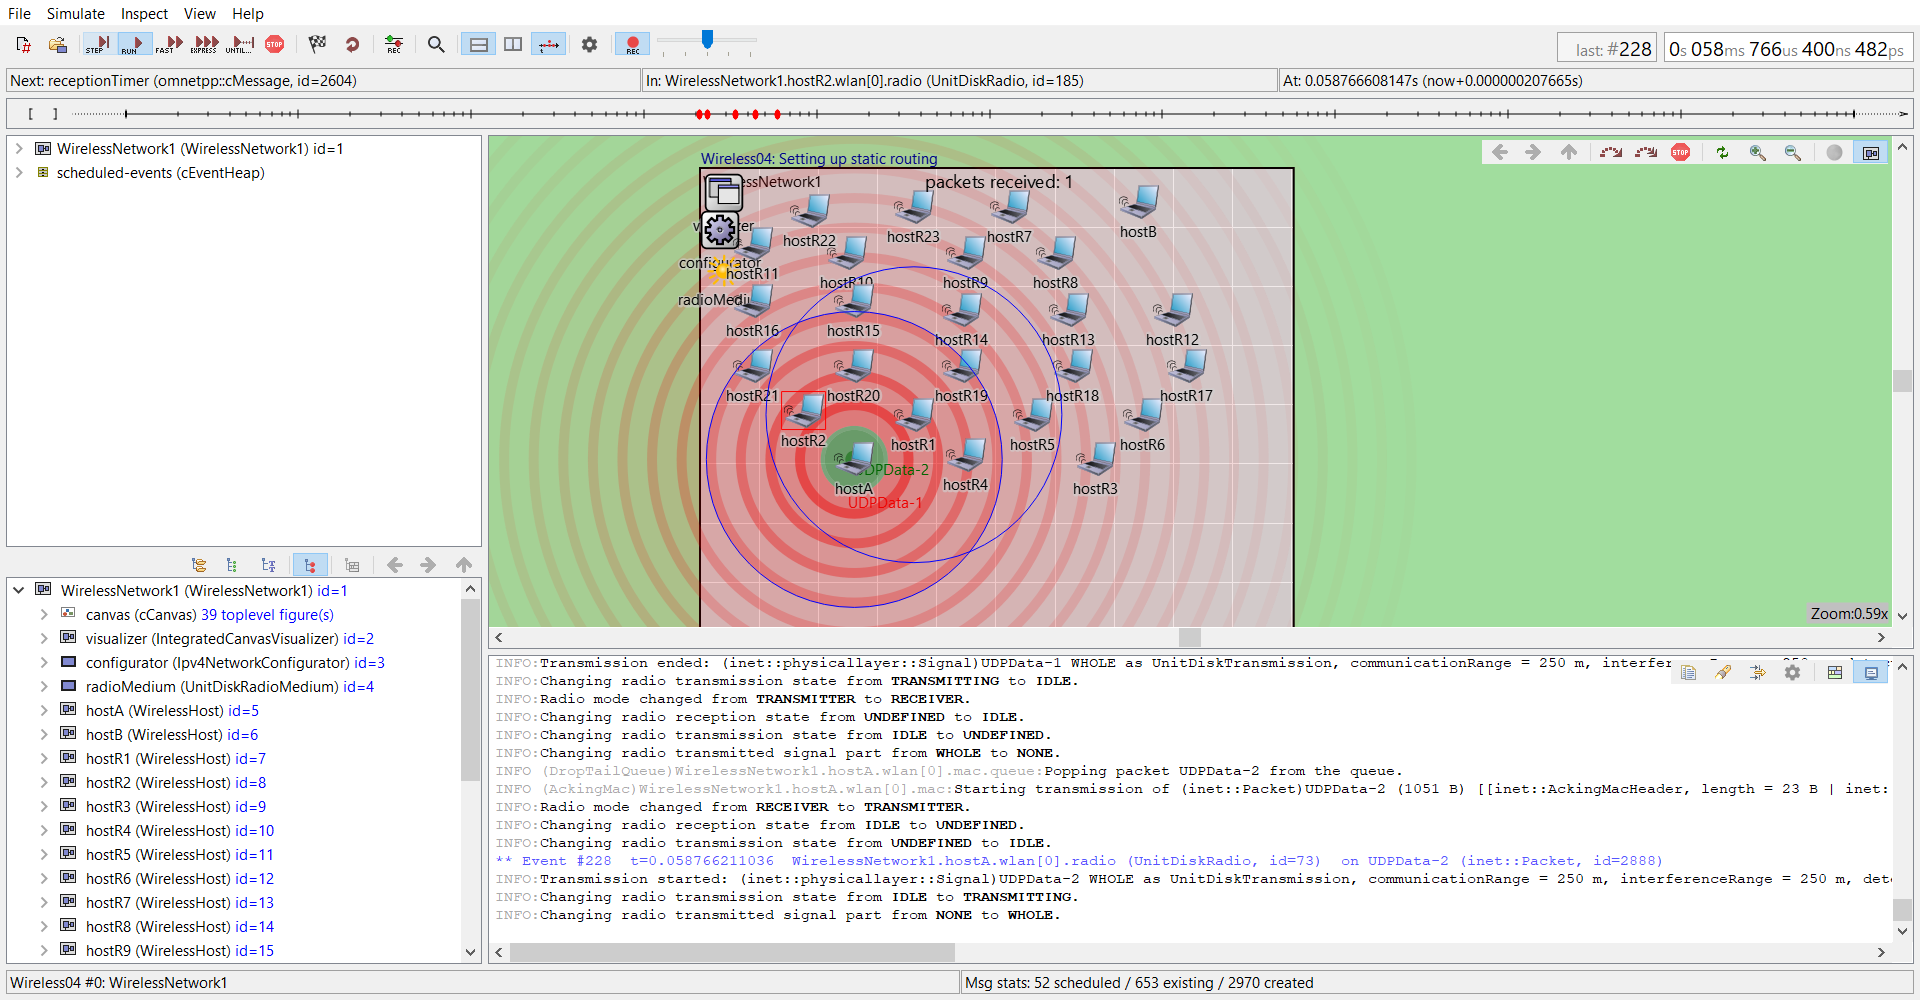 File Simulate Inspect View Help
STEP RUN FAST EXPRESS UNTIL... STOP REC REC last: #228 0s 058ms 766us 400ns 482ps
Next: receptionTimer (omnetpp::cMessage, id=2604) In: WirelessNetwork1.hostR2.wlan[0].radio (UnitDiskRadio, id=185) At: 0.058766608147s (now+0.000000207665s)
[ ]
WirelessNetwork1 (WirelessNetwork1) id=1
scheduled-events (cEventHeap)
WirelessNetwork1 (WirelessNetwork1) id=1
canvas (cCanvas) 39 toplevel figure(s)
visualizer (IntegratedCanvasVisualizer) id=2
configurator (Ipv4NetworkConfigurator) id=3
radioMedium (UnitDiskRadioMedium) id=4
hostA (WirelessHost) id=5
hostB (WirelessHost) id=6
hostR1 (WirelessHost) id=7
hostR2 (WirelessHost) id=8
hostR3 (WirelessHost) id=9
hostR4 (WirelessHost) id=10
hostR5 (WirelessHost) id=11
hostR6 (WirelessHost) id=12
hostR7 (WirelessHost) id=13
hostR8 (WirelessHost) id=14
hostR9 (WirelessHost) id=15
Wireless04: Setting up static routing
STOP
packets received: 1
hostR22 hostR23 hostR7 hostB
configurator
hostR11 hostR10 hostR9 hostR8
hostR16 hostR15 hostR14 hostR13 hostR12
hostR21 hostR20 hostR19 hostR18 hostR17
hostR2 hostR1 hostR5 hostR6
hostA hostR4 hostR3
UDPData-1
Zoom:0.59x
INFO:Transmission ended: (inet::physicallayer::Signal)UDPData-1 WHOLE as UnitDiskTransmission, communicationRange = 250 m,
INFO:Changing radio transmission state from TRANSMITTING to IDLE.
INFO:Radio mode changed from TRANSMITTER to RECEIVER.
INFO:Changing radio reception state from UNDEFINED to IDLE.
INFO:Changing radio transmission state from IDLE to UNDEFINED.
INFO:Changing radio transmitted signal part from WHOLE to NONE.
INFO (DropTailQueue)WirelessNetwork1.hostA.wlan[0].mac.queue:Popping packet UDPData-2 from the queue.
INFO (AckingMac)WirelessNetwork1.hostA.wlan[0].mac:Starting transmission of (inet::Packet)UDPData-2 (1051 B) [[inet::AckingMacHeader, length = 23 B | inet:
INFO:Radio mode changed from RECEIVER to TRANSMITTER.
INFO:Changing radio reception state from IDLE to UNDEFINED.
INFO:Changing radio transmission state from UNDEFINED to IDLE.
** Event #228 t=0.058766211036 WirelessNetwork1.hostA.wlan[0].radio (UnitDiskRadio, id=73) on UDPData-2 (inet::Packet, id=2888)
INFO:Transmission started: (inet::physicallayer::Signal)UDPData-2 WHOLE as UnitDiskTransmission, communicationRange = 250 m, interferenceRange = 250 m, dete
INFO:Changing radio transmission state from IDLE to TRANSMITTING.
INFO:Changing radio transmitted signal part from NONE to WHOLE.
Wireless04 #0: WirelessNetwork1 Msg stats: 52 scheduled / 653 existing / 2970 created